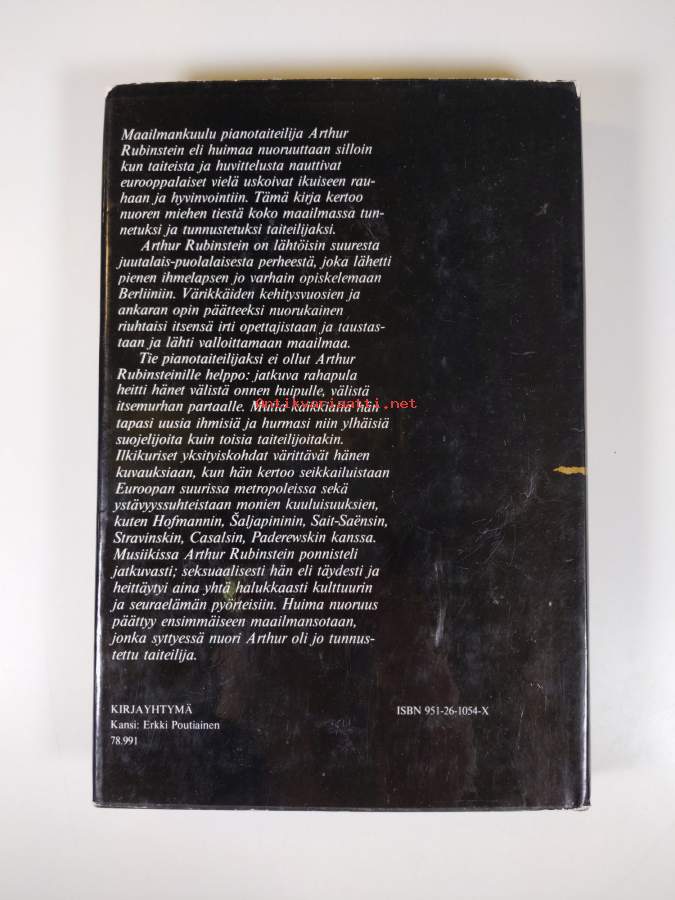 Maailmankuulu pianotaiteilija Arthur
Rubinstein eli huimaa nuoruuttaan silloin
kun taiteista ja huvittelusta nauttivat
eurooppalaiset vielä uskoivat ikuiseen rau-
haan ja hyvinvointiin. Tämä kirja kertoo
nuoren miehen tiestä koko maailmassa tun-
netuksi ja tunnustetuksi taiteilijaksi.
Arthur Rubinstein on lähtöisin suuresta
juutalais-puolalaisesta perheestä, joka lähetti
pienen ihmelapsen jo varhain opiskelemaan
Berliiniin. Värikkäiden kehitysvuosien ja
ankaran opin päätteeksi nuorukainen
riuhtaisi itsensä irti opettajistaan ja taustas-
taan ja lähti valloittamaan maailmaa.
Tie pianotaiteilijaksi ei ollut Arthur
Rubinsteinille helppo: jatkuva rahapula
heitti hänet välistä onnen huipulle, välistä
itsemurhan partaalle. Mutta kaikkialla hän
Antikvariaatti.net
tapasi uusia ihmisiä ja hurmasi niin ylhäisiä
suojelijoita kuin toisia taiteilijoitakin.
Ilkikuriset yksityiskohdat värittävät hänen
kuvauksiaan, kun hän kertoo seikkailuistaan
Euroopan suurissa metropoleissa sekä
ystävyyssuhteistaan monien kuuluisuuksien,
kuten Hofmannin, Šaljapininin, Sait-Saënsin,
Stravinskin, Casalsin, Paderewskin kanssa.
Musiikissa Arthur Rubinstein ponnisteli
jatkuvasti; seksuaalisesti hän eli täydesti ja
heittäytyi aina yhtä halukkaasti kulttuurin
ja seuraelämän pyörteisiin. Huima nuoruus
päättyy ensimmäiseen maailmansotaan,
jonka syttyessä nuori Arthur oli jo tunnus-
tettu taiteilija.
KIRJAYHTYMÄ
Kansi: Erkki Poutiainen
78.991
ISBN 951-26-1054-X